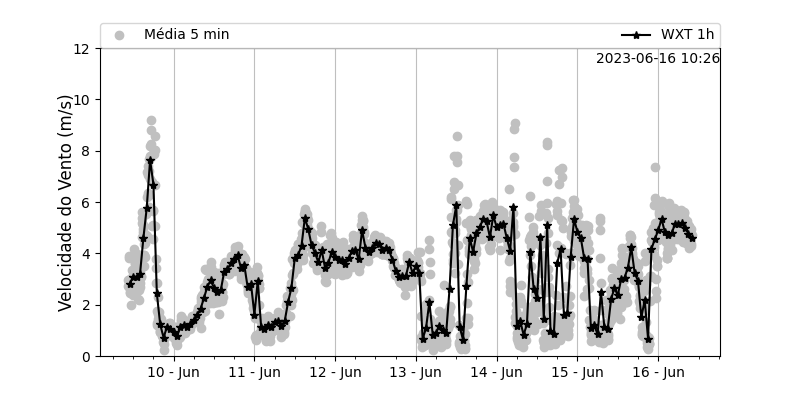 Média 5 min
WXT 1h
2023-06-16 10:26
Velocidade do Vento (m/s)
12
10
8
6
4
2
0
10 - Jun
11 - Jun
12 - Jun
13 - Jun
14 - Jun
15 - Jun
16 - Jun